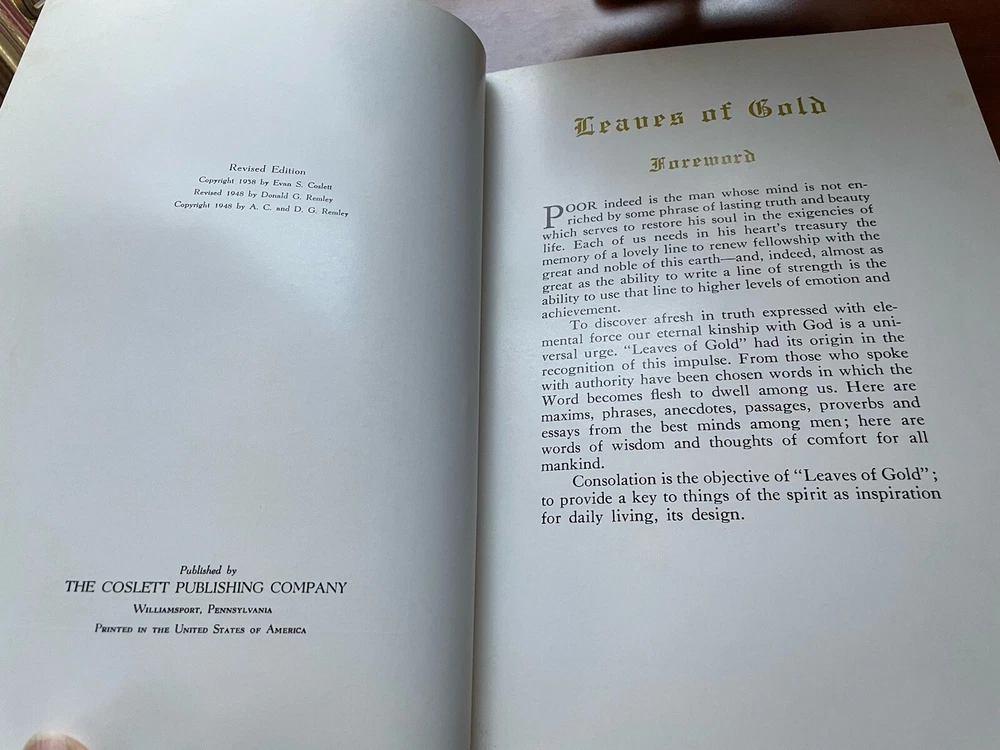 Revised Edition
Copyright 1938 by Evan S. Coslett
Revised 1948 by Donald G. Remley
Copyright 1948 by A. C. and D. G. Remley
Published by
THE COSLETT PUBLISHING COMPANY
Williamsport, Pennsylvania
Printed in the United States of America
Leaves of Gold
Foreword
POOR indeed is the man whose mind is not en-
riched by some phrase of lasting truth and beauty
which serves to restore his soul in the exigencies of
life. Each of us needs in his heart's treasury the
memory of a lovely line to renew fellowship with the
great and noble of this earth—and, indeed, almost as
great as the ability to write a line of strength is the
ability to use that line to higher levels of emotion and
achievement.
To discover afresh in truth expressed with ele-
mental force our eternal kinship with God is a uni-
versal urge. "Leaves of Gold" had its origin in the
recognition of this impulse. From those who spoke
with authority have been chosen words in which the
Word becomes flesh to dwell among us. Here are
maxims, phrases, anecdotes, passages, proverbs and
essays from the best minds among men; here are
words of wisdom and thoughts of comfort for all
mankind.
Consolation is the objective of "Leaves of Gold";
to provide a key to things of the spirit as inspiration
for daily living, its design.